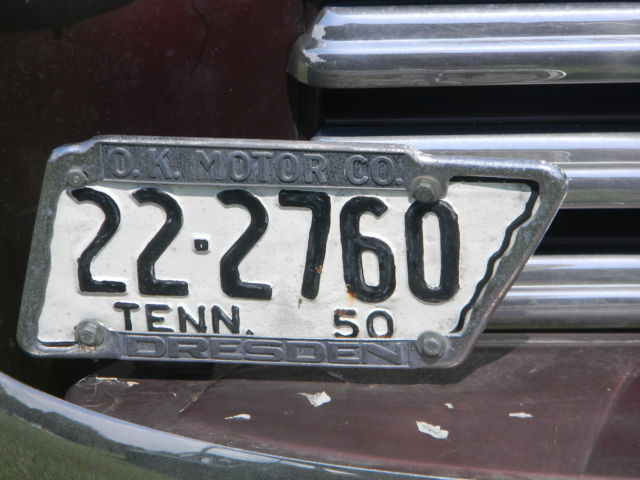 O. K. MOTOR CO.
22·2760
TENN. 50
DRESDEN